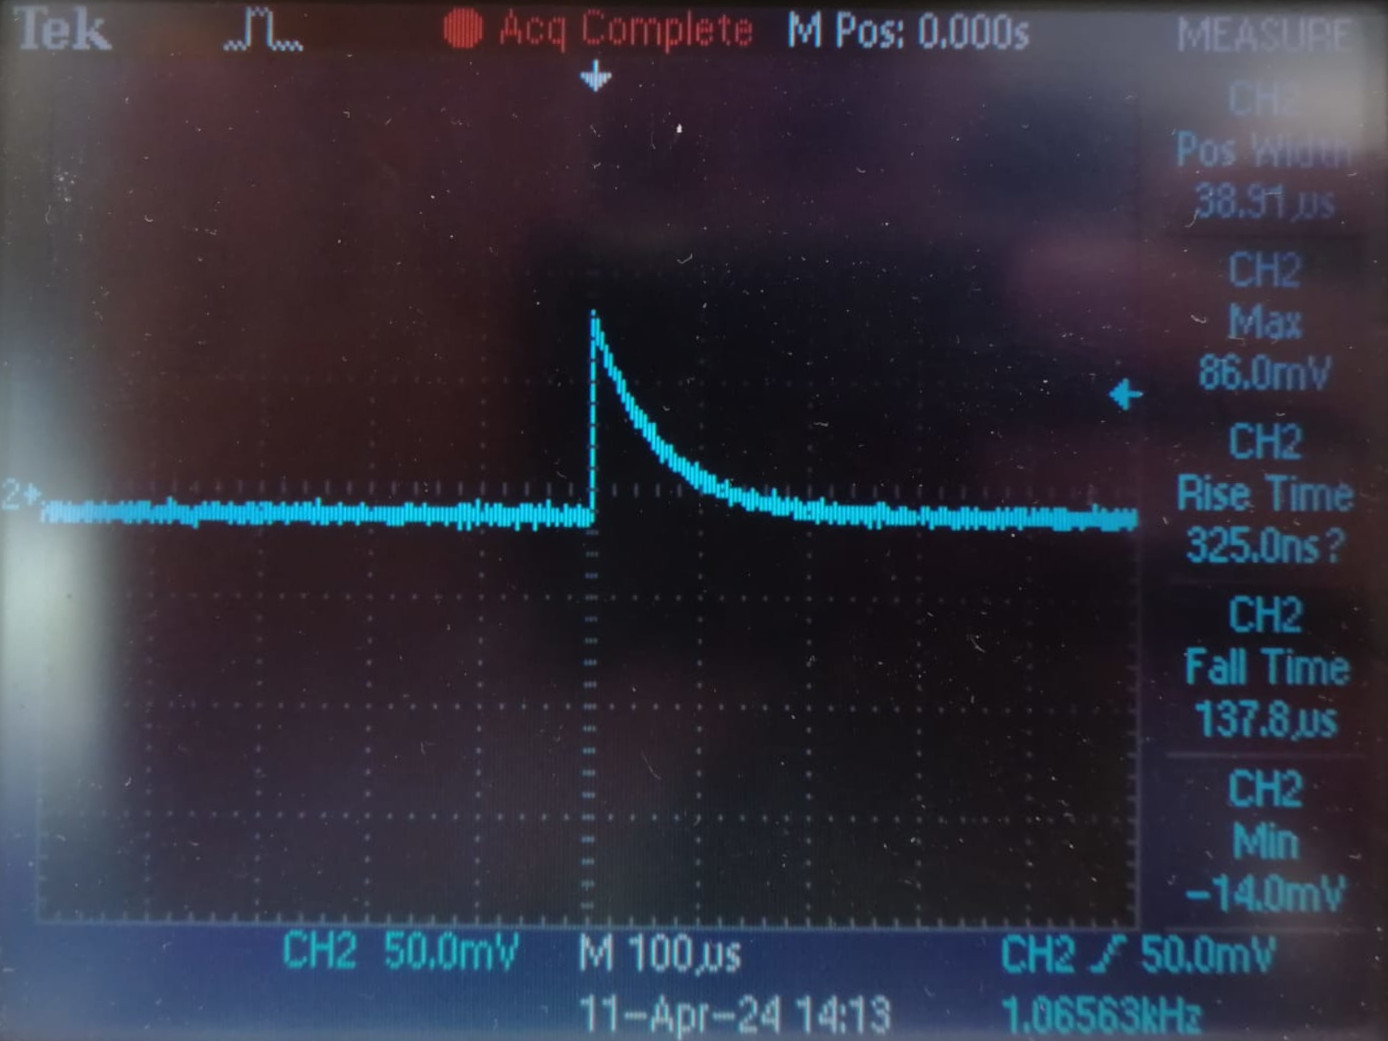 Tek Acq Complete M Pos: 0.000s MEASURE
CH2
Pos Width
38.91µs
CH2
Max
86.0mV
CH2
Rise Time
325.0ns?
CH2
Fall Time
137.8µs
CH2
Min
-14.0mV
2
CH2 50.0mV M 100µs CH2 50.0mV
11-Apr-24 14:13 1.06563kHz